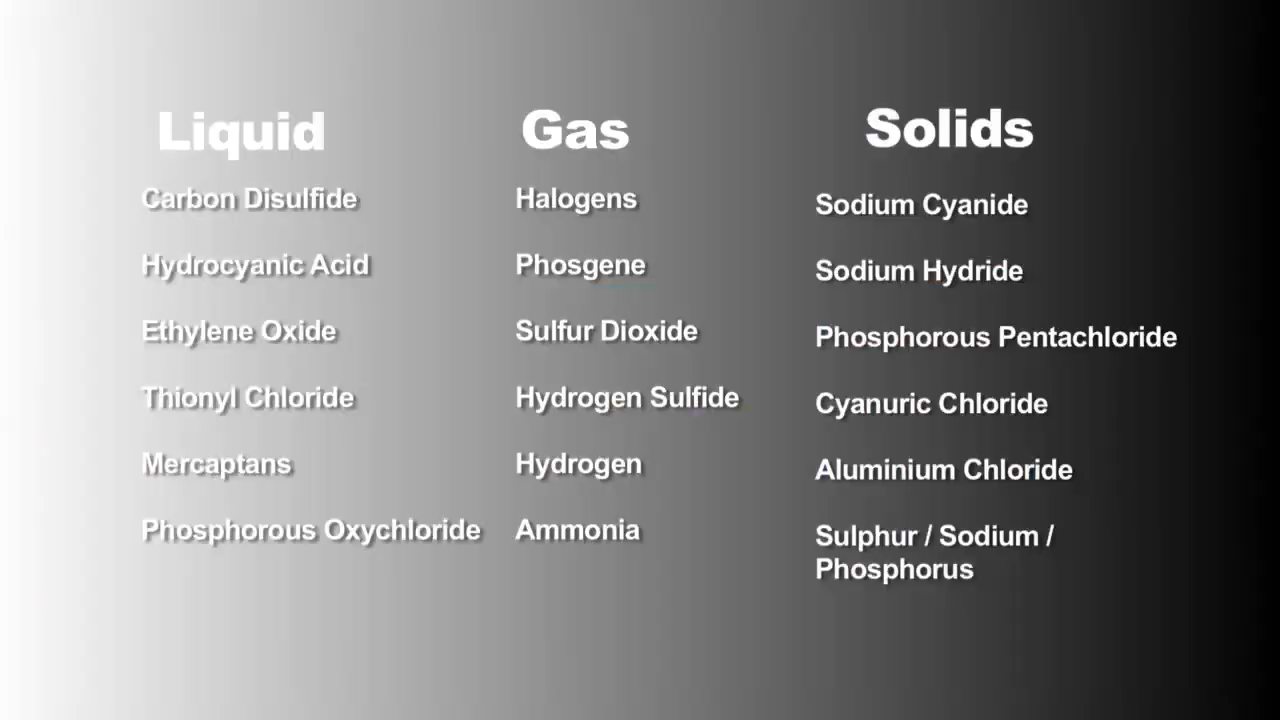 Liquid
Carbon Disulfide
Hydrocyanic Acid
Ethylene Oxide
Thionyl Chloride
Mercaptans
Phosphorous Oxychloride
Gas
Halogens
Phosgene
Sulfur Dioxide
Hydrogen Sulfide
Hydrogen
Ammonia
Solids
Sodium Cyanide
Sodium Hydride
Phosphorous Pentachloride
Cyanuric Chloride
Aluminium Chloride
Sulphur / Sodium /
Phosphorus